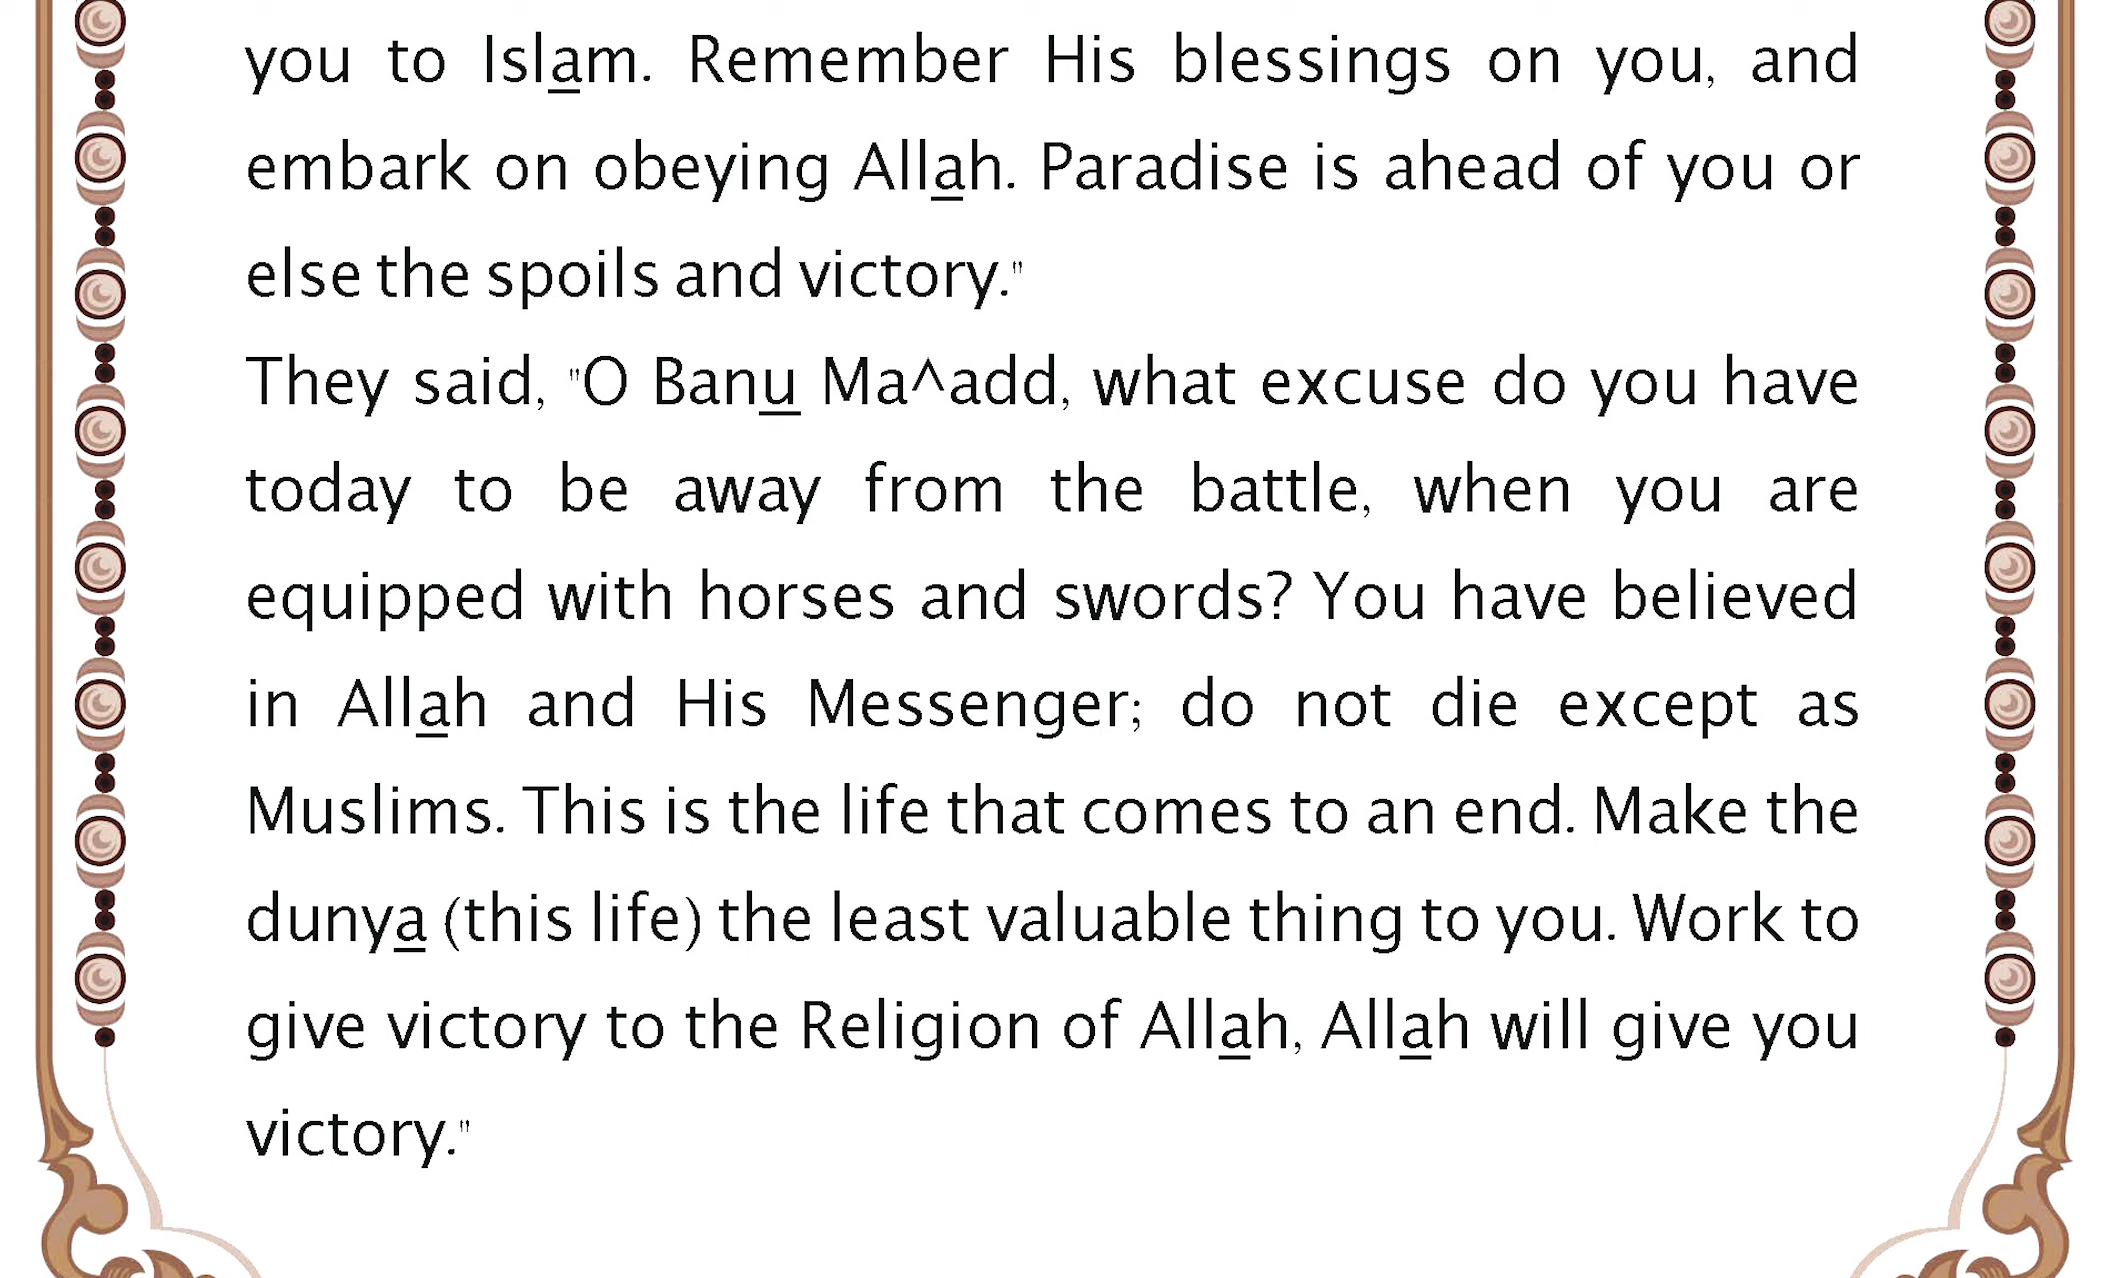 you to Islam. Remember His blessings on you, and
embark on obeying Allah. Paradise is ahead of you or
else the spoils and victory."
They said, "O Banu Ma^add, what excuse do you have
today to be away from the battle, when you are
equipped with horses and swords? You have believed
in Allah and His Messenger; do not die except as
Muslims. This is the life that comes to an end. Make the
dunya (this life) the least valuable thing to you. Work to
give victory to the Religion of Allah, Allah will give you
victory."